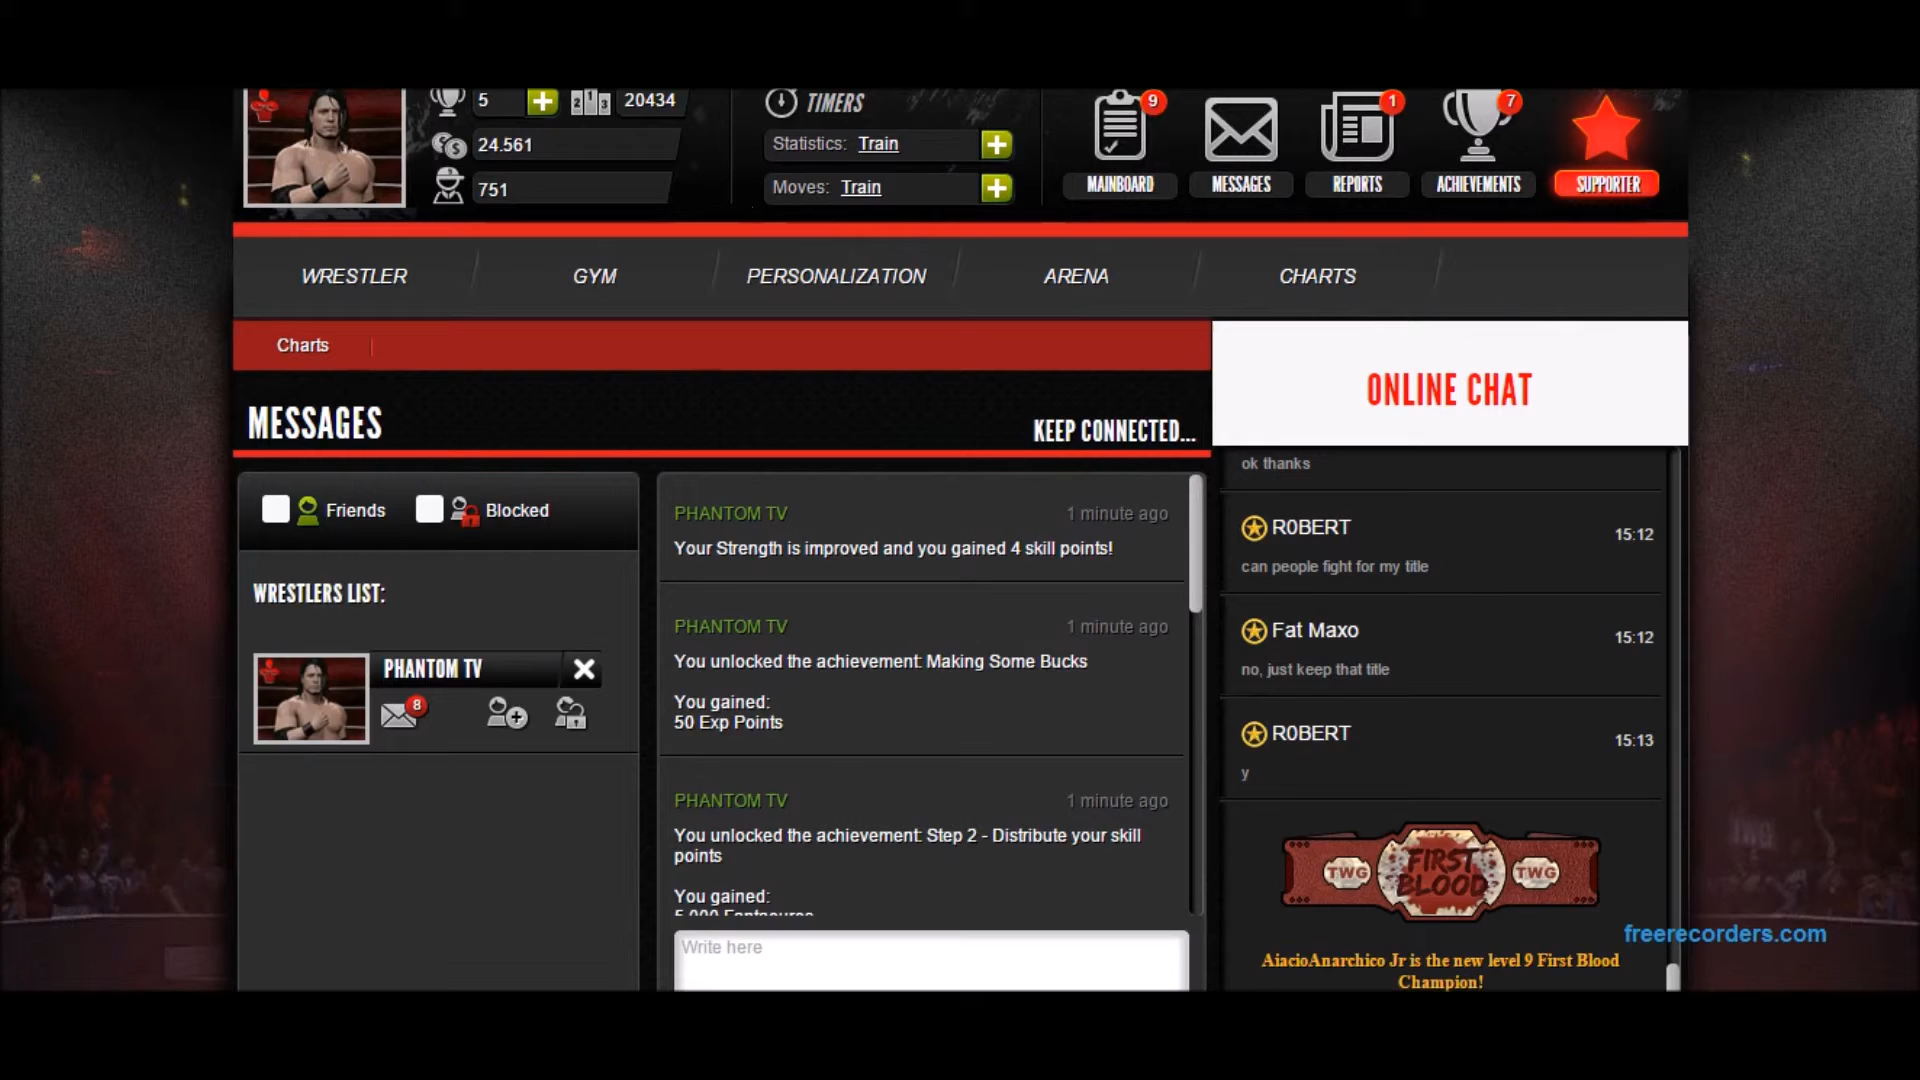 5
20434
24.561
751
TIMERS
Statistics: Train
Moves: Train
9
MAINBOARD
MESSAGES
1
REPORTS
7
ACHIEVEMENTS
SUPPORTER
WRESTLER
GYM
PERSONALIZATION
ARENA
CHARTS
Charts
MESSAGES
KEEP CONNECTED...
Friends
Blocked
WRESTLERS LIST:
PHANTOM TV
8
PHANTOM TV
1 minute ago
Your Strength is improved and you gained 4 skill points!
PHANTOM TV
1 minute ago
You unlocked the achievement: Making Some Bucks
You gained:
50 Exp Points
PHANTOM TV
1 minute ago
You unlocked the achievement: Step 2 - Distribute your skill
points
You gained:
Write here
ONLINE CHAT
ok thanks
R0BERT
15:12
can people fight for my title
Fat Maxo
15:12
no, just keep that title
R0BERT
15:13
y
TWG
FIRST
BLOOD
TWG
AiacioAnarchico Jr is the new level 9 First Blood
Champion!
freerecorders.com